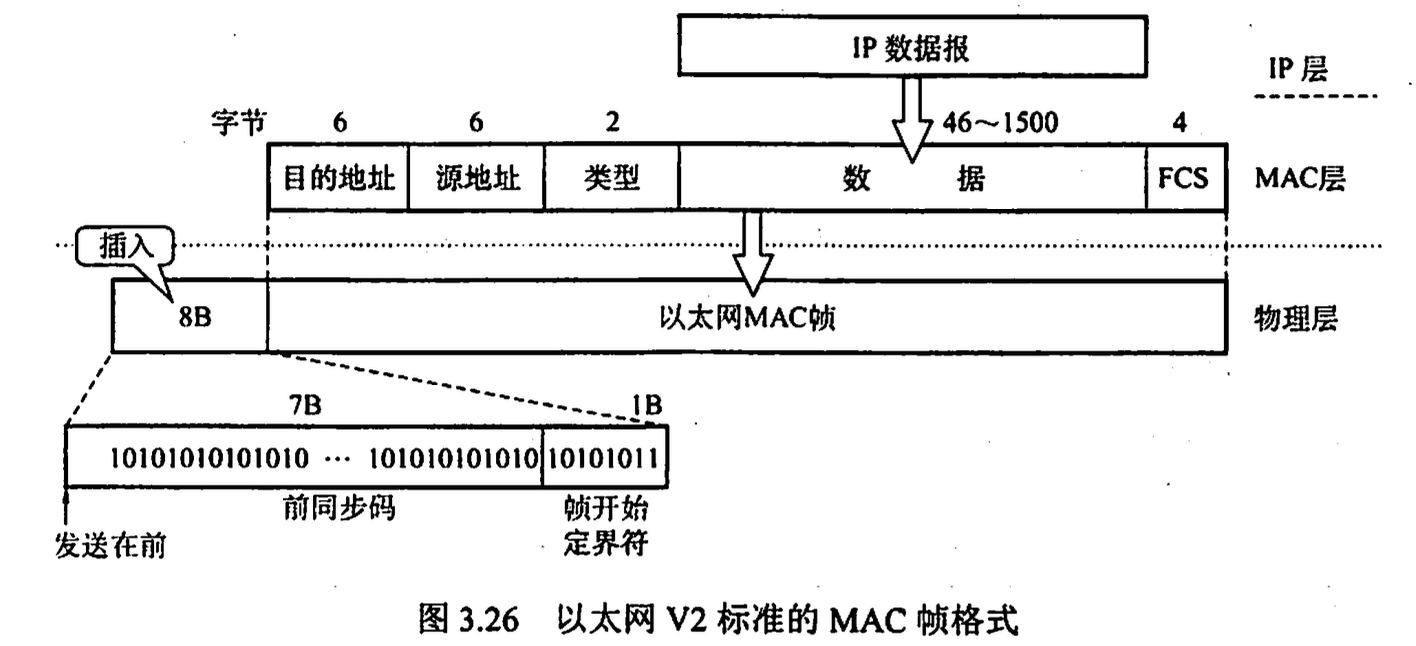 IP 数据报
IP 层
字节 6 6 2 46～1500 4
目的地址 源地址 类型 数 据 FCS MAC层
插入
8B 以太网MAC帧 物理层
7B 1B
10101010101010 ··· 101010101010 10101011
前同步码 帧开始
定界符
发送在前
图 3.26 以太网 V2 标准的 MAC 帧格式